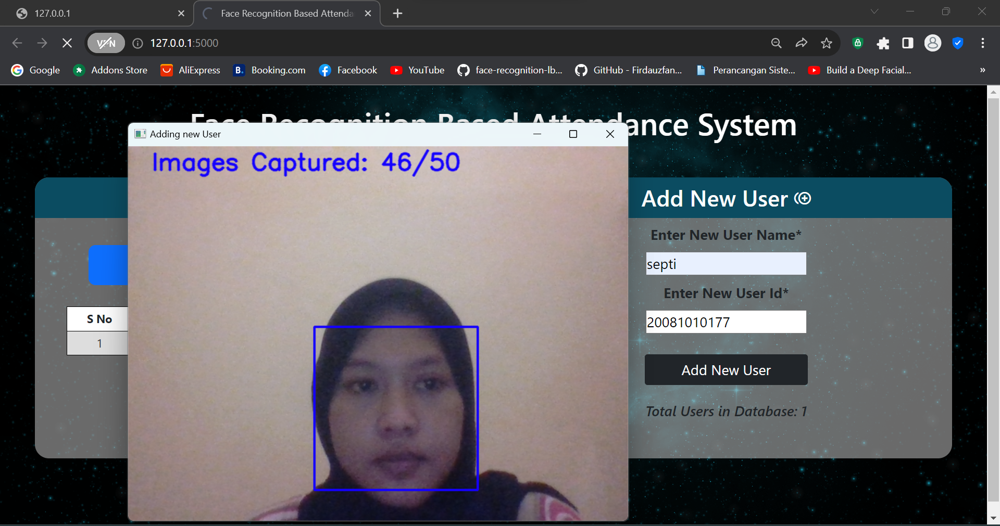 127.0.0.1
Face Recognition Based Attenda
VPN
127.0.0.1:5000
Google
Addons Store
AliExpress
B.
Booking.com
Facebook
YouTube
face-recognition-lb...
GitHub - Firdauzfan...
Perancangan Siste...
Build a Deep Facial...
»
Face Recognition Based Attendance System
Adding new User
Images Captured: 46/50
S No
1
Add New User
Enter New User Name*
septi
Enter New User Id*
20081010177
Add New User
Total Users in Database: 1